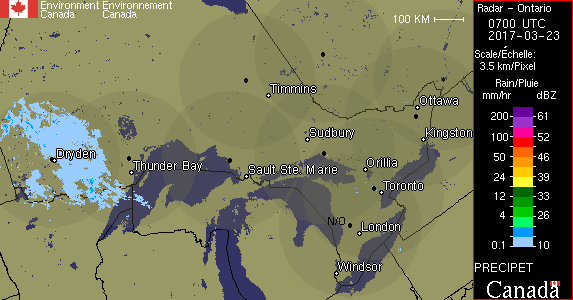 Environment Environnement
Canada Canada
100 KM
Timmins
Ottawa
Sudbury
Kingston
Dryden
Thunder Bay
Sault Ste. Marie
Orillia
Toronto
N/O
London
Windsor
Radar - Ontario
0700 UTC
2017-03-23
Scale/Échelle:
3.5 km/Pixel
Rain/Pluie
mm/hr dBZ
200 61
100 52
50 46
24 39
12 33
4 26
0.1 10
PRECIPET
Canada